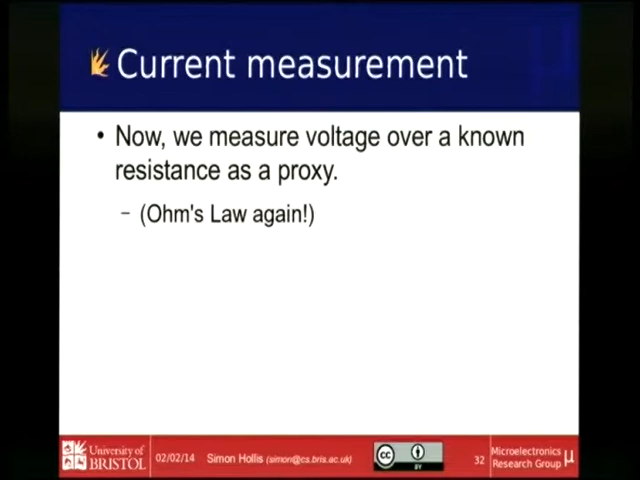 Current measurement
• Now, we measure voltage over a known
resistance as a proxy.
– (Ohm's Law again!)
University of
BRISTOL
02/02/14
Simon Hollis (simon@cs.bris.ac.uk)
cc
BY
32
Microelectronics
Research Group
μ